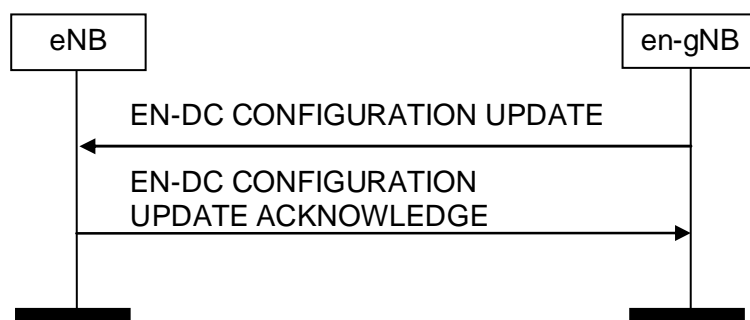 eNB
en-gNB
EN-DC CONFIGURATION UPDATE
EN-DC CONFIGURATION
UPDATE ACKNOWLEDGE